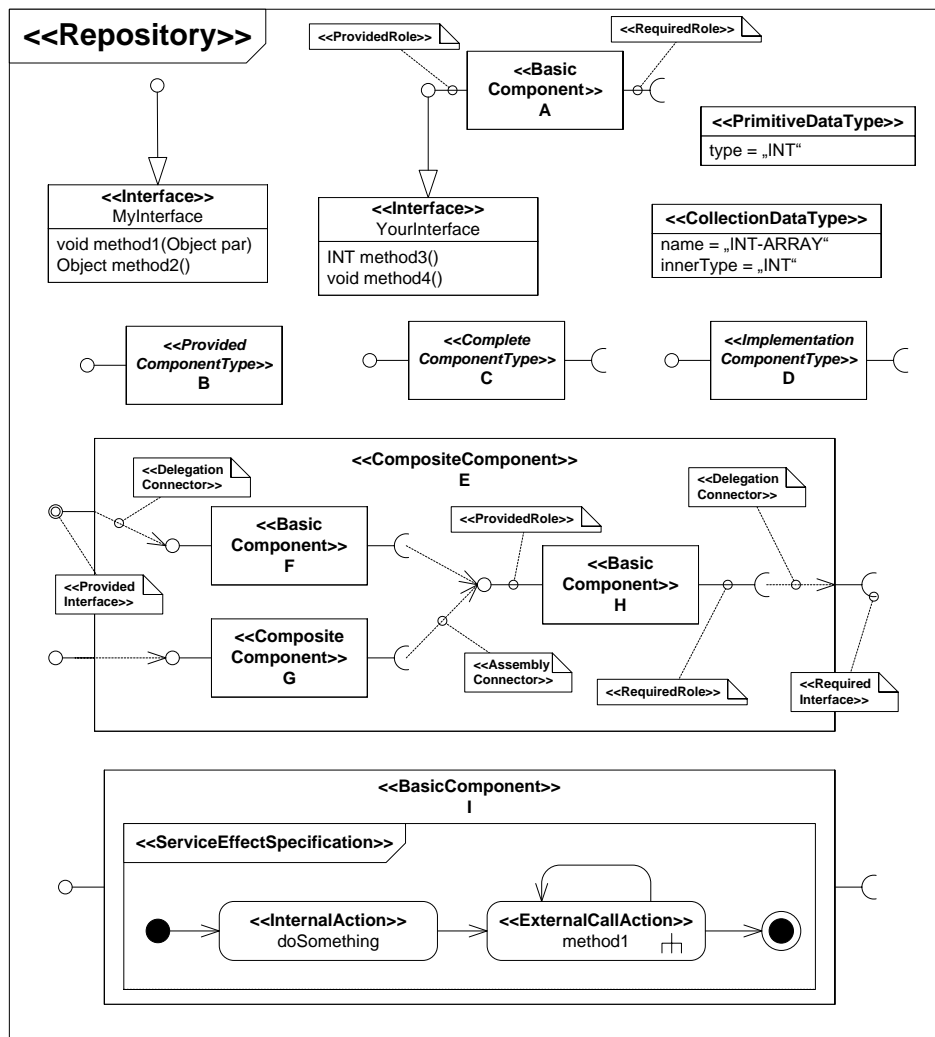 <<Repository>>
<<ProvidedRole>>
<<RequiredRole>>
<<Basic
Component>>
A
<<PrimitiveDataType>>
type = „INT“
<<Interface>>
MyInterface
void method1(Object par)
Object method2()
<<Interface>>
YourInterface
INT method3()
void method4()
<<CollectionDataType>>
name = „INT-ARRAY“
innerType = „INT“
<<Provided
ComponentType>>
B
<<Complete
ComponentType>>
C
<<Implementation
ComponentType>>
D
<<CompositeComponent>>
E
<<Delegation
Connector>>
<<Delegation
Connector>>
<<ProvidedRole>>
<<Basic
Component>>
F
<<Basic
Component>>
H
<<Provided
Interface>>
<<Composite
Component>>
G
<<Assembly
Connector>>
<<RequiredRole>>
<<Required
Interface>>
<<BasicComponent>>
I
<<ServiceEffectSpecification>>
<<InternalAction>>
doSomething
<<ExternalCallAction>>
method1